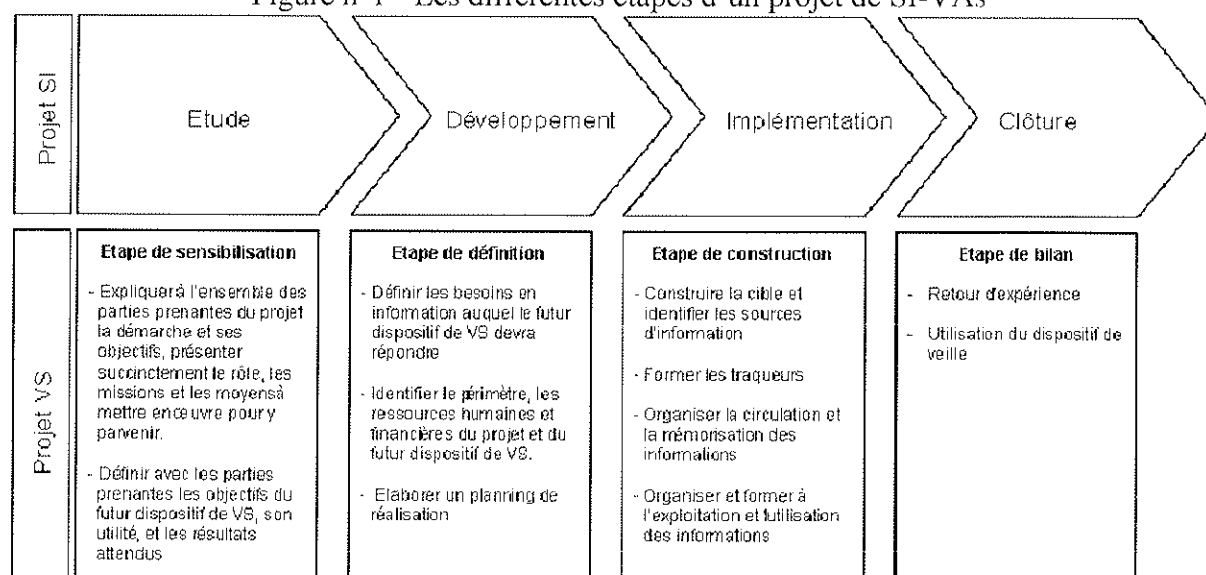 Figure n°1 – Les différentes étapes d'un projet de SI-VAs
Projet SI
Etude
Développement
Implémentation
Clôture
Projet VS
Etape de sensibilisation
- Expliquerà l'ensemble des
parties prenantes du projet
la démarche et ses
objectifs, présenter
succinctement le rôle, les
missions et les moyensà
mettre enœuvre pour y
parvenir.
- Définir avec les parties
prenantes les objectifs du
futur dispositif de VS, son
utilité, et les résultats
attendus
Etape de définition
- Définir les besoins en
information auquel le futur
dispositif de VS devra
répondre
- Identifier le périmètre, les
ressources humaines et
financières du projet et du
futur dispositif de VS.
- Elaborer un planning de
réalisation
Etape de construction
- Construire la cible et
identifier les sources
d'information
- Former les traqueurs
- Organiser la circulation et
la mémorisation des
informations
- Organiser et former à
l'exploitation et lutilisation
des informations
Etape de bilan
- Retour d'expérience
- Utilisation du dispositif de
veille